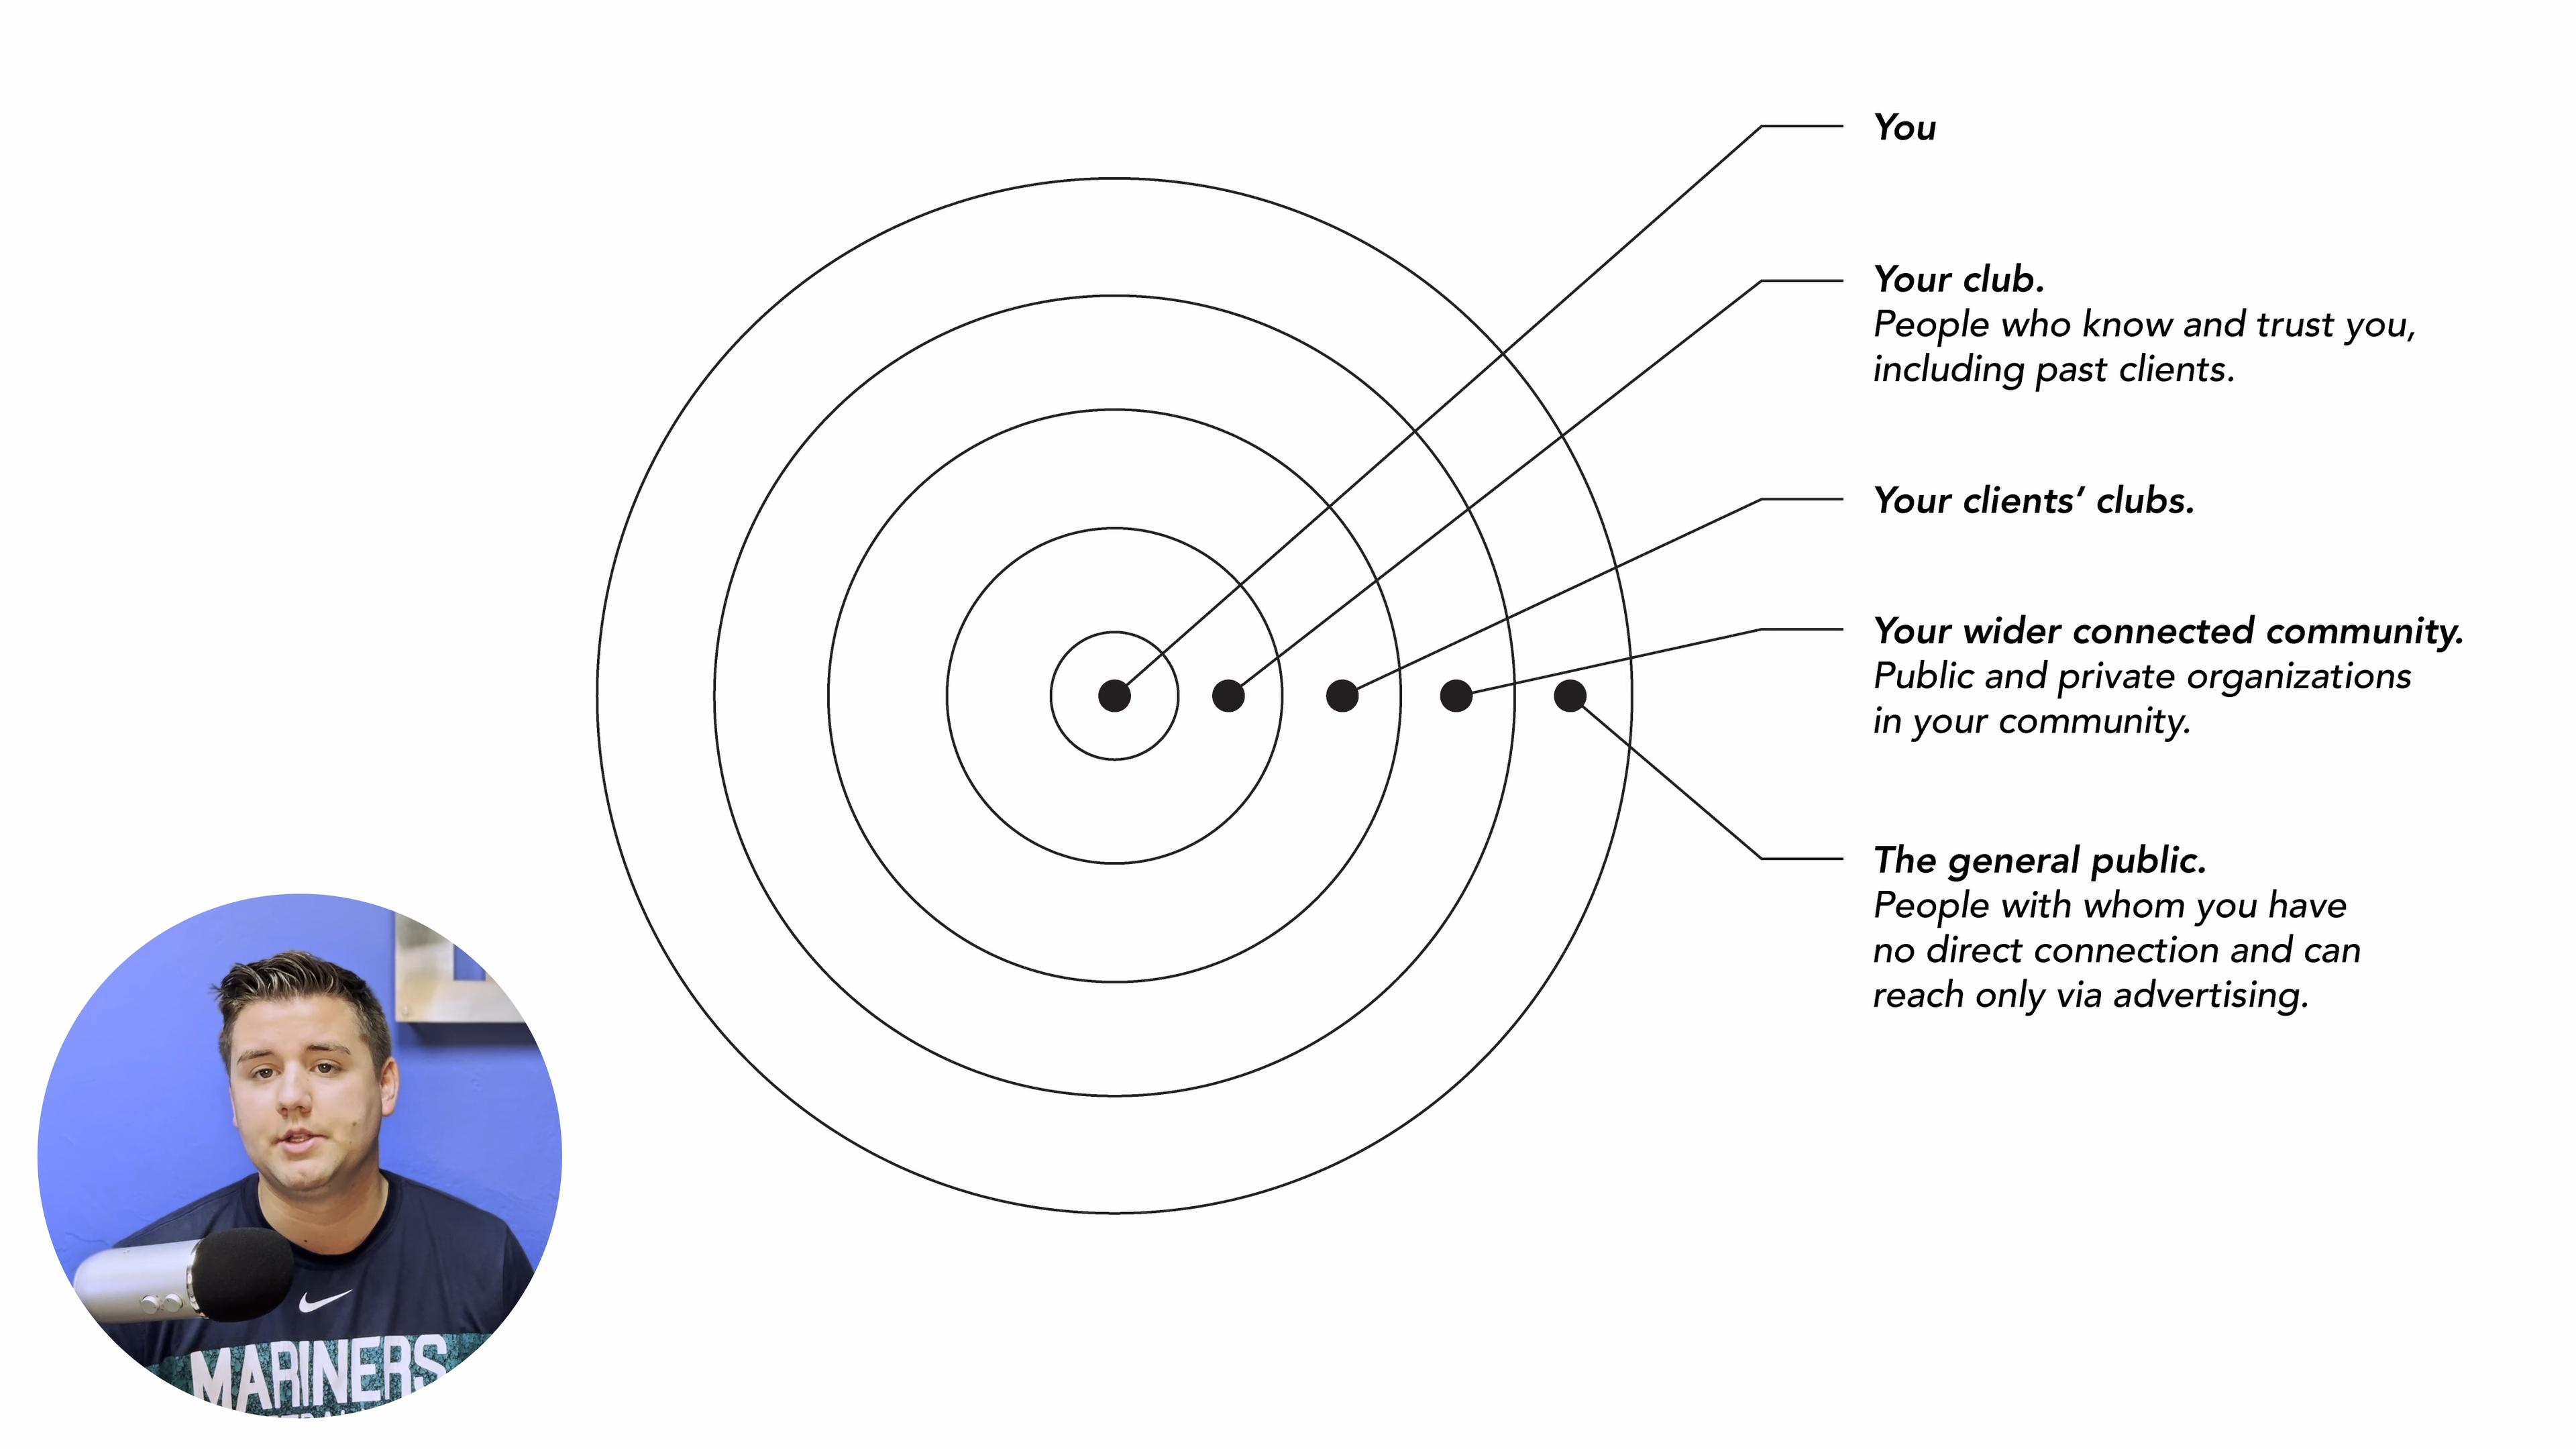 You
Your club.
People who know and trust you,
including past clients.
Your clients’ clubs.
Your wider connected community.
Public and private organizations
in your community.
The general public.
People with whom you have
no direct connection and can
reach only via advertising.
MARINERS